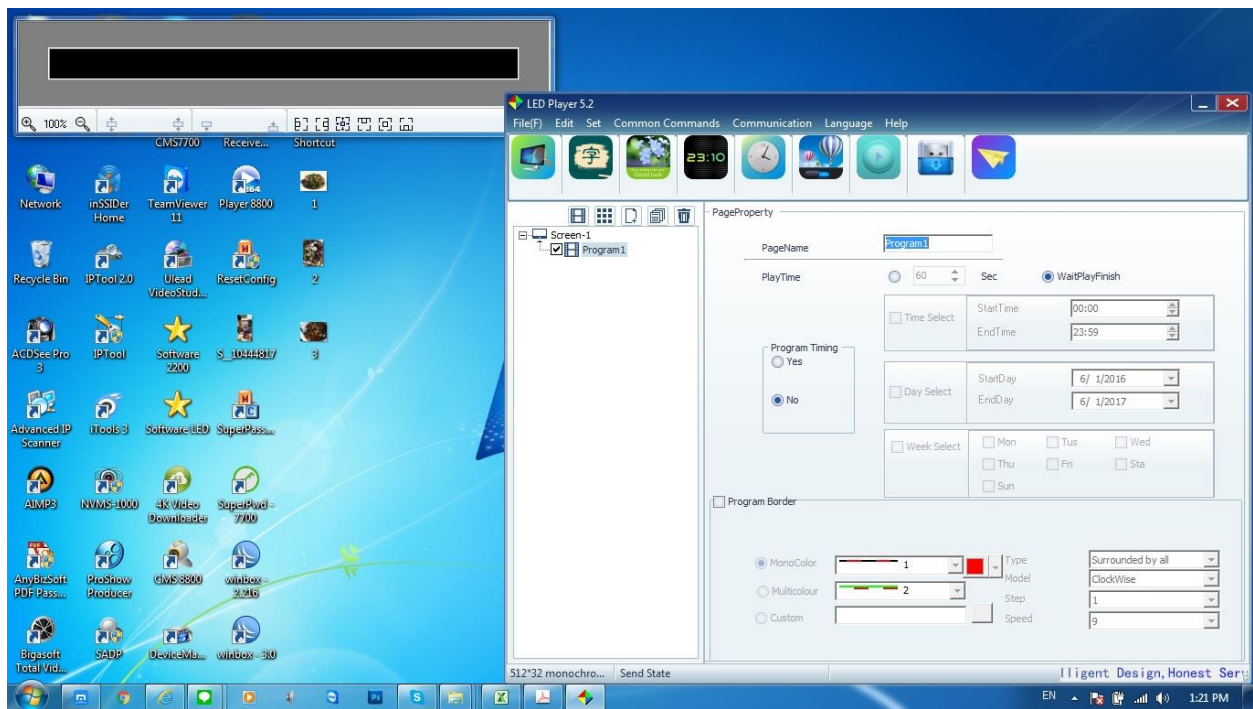 100%
CMS7700 Receive... Shortcut
Network inSSIDer Home TeamViewer 11 Player 8800 1
Recycle Bin IPTool 2.0 Ulead VideoStud... ResetConfig 2
ACDSee Pro 3 IPTool Software 2200 S_10444817 3
Advanced IP Scanner iTools 3 Software LED SuperPass...
AIMP3 NVMS-1000 4K Video Downloader SuperPwd - 7700
AnyBizSoft PDF Pass... ProShow Producer CMS 8800 winbox - 2.216
Bigasoft Total Vid... SADP DeviceMa... winbox - 3.0
LED Player 5.2
File(F) Edit Set Common Commands Communication Language Help
字 23:10
Screen-1
Program1
PageProperty
PageName Program1
PlayTime 60 Sec WaitPlayFinish
Time Select StartTime 00:00
EndTime 23:59
Program Timing
Yes
No
Day Select StartDay 6/ 1/2016
EndDay 6/ 1/2017
Week Select Mon Tus Wed
Thu Fri Sta
Sun
Program Border
MonoColor 1 Type Surrounded by all
Model ClockWise
Multicolour 2
Step 1
Custom Speed 9
512*32 monochro... Send State lligent Design,Honest Serv
EN 1:21 PM